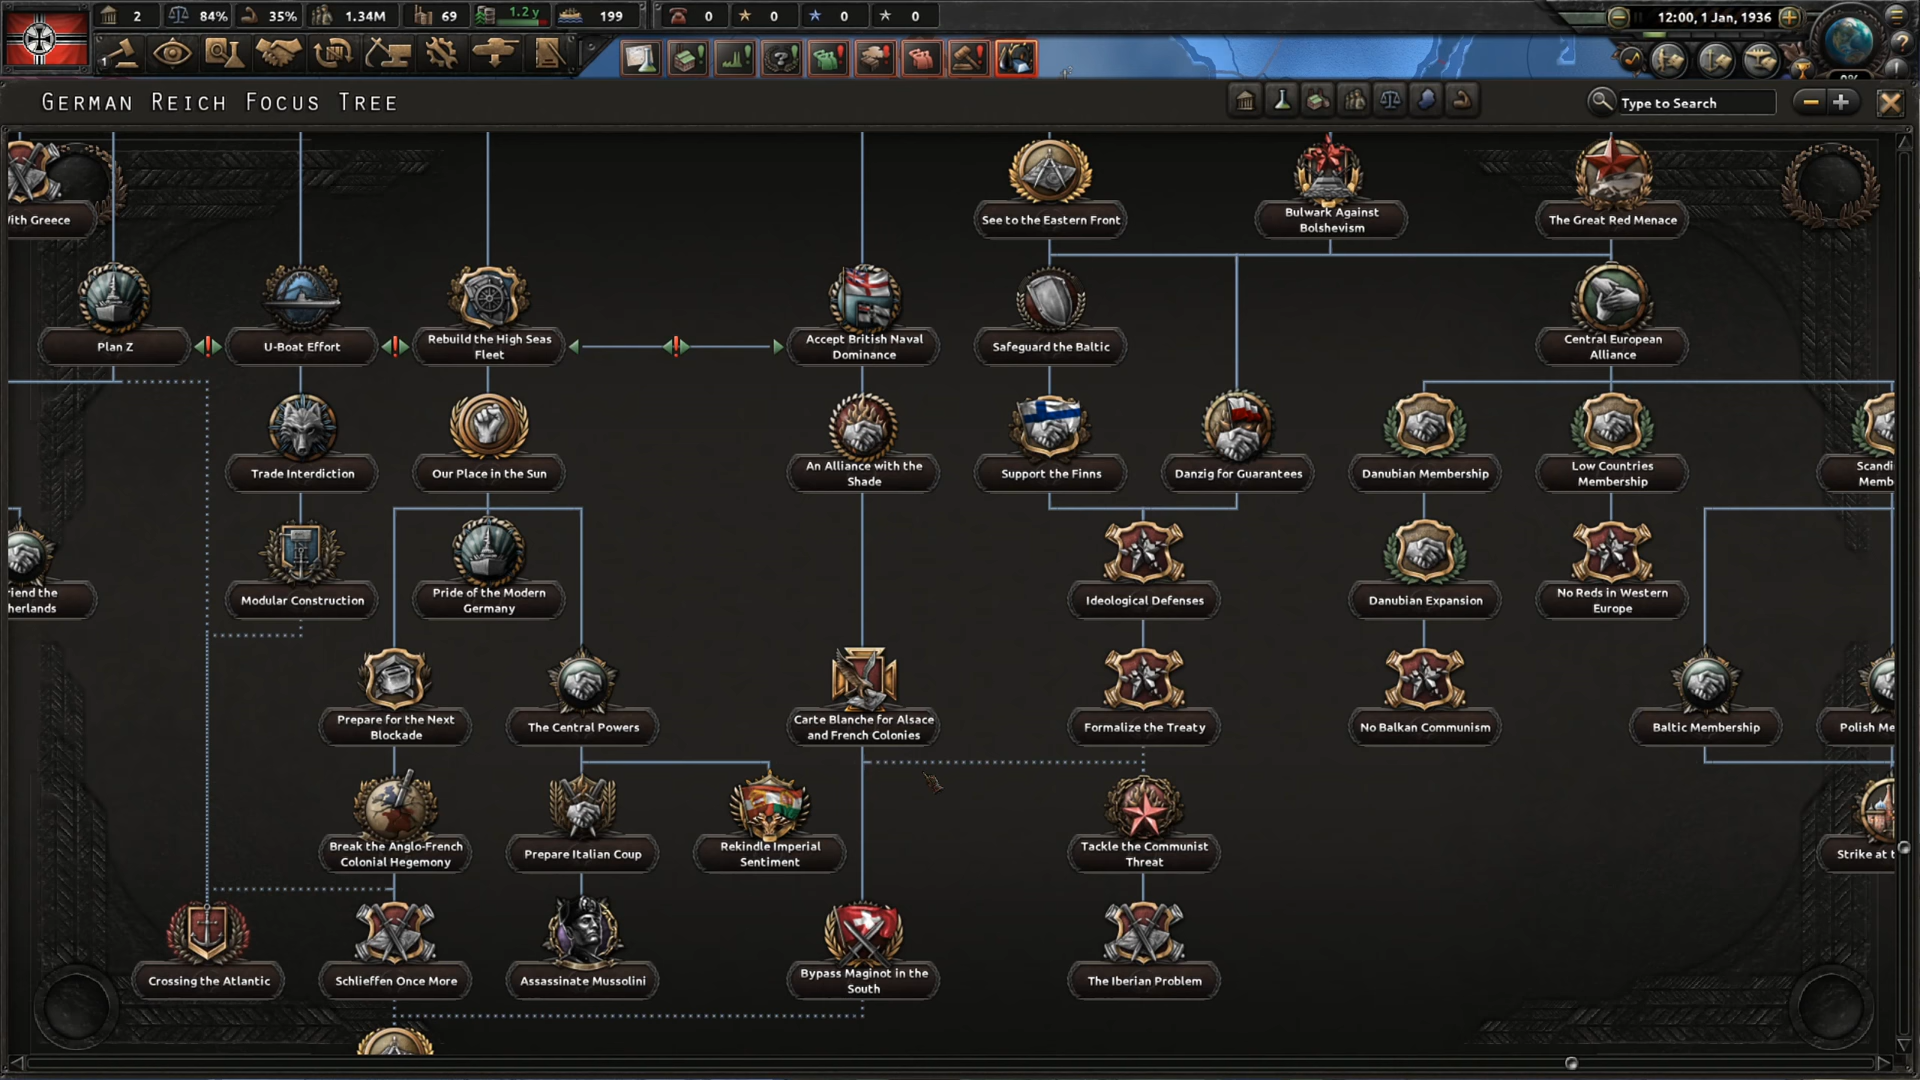 2
84%
35%
1.34M
69
1.2 y
199
0
0
0
0
12:00, 1 Jan, 1936
1
0%
German Reich Focus Tree
Type to Search
With Greece
See to the Eastern Front
Bulwark Against
Bolshevism
The Great Red Menace
Plan Z
U-Boat Effort
Rebuild the High Seas
Fleet
Accept British Naval
Dominance
Safeguard the Baltic
Central European
Alliance
Trade Interdiction
Our Place in the Sun
An Alliance with the
Shade
Support the Finns
Danzig for Guarantees
Danubian Membership
Low Countries
Membership
Scandi
Memb
riend the
herlands
Modular Construction
Pride of the Modern
Germany
Ideological Defenses
Danubian Expansion
No Reds in Western
Europe
Prepare for the Next
Blockade
The Central Powers
Carte Blanche for Alsace
and French Colonies
Formalize the Treaty
No Balkan Communism
Baltic Membership
Polish Me
Break the Anglo-French
Colonial Hegemony
Prepare Italian Coup
Rekindle Imperial
Sentiment
Tackle the Communist
Threat
Strike at t
Crossing the Atlantic
Schlieffen Once More
Assassinate Mussolini
Bypass Maginot in the
South
The Iberian Problem